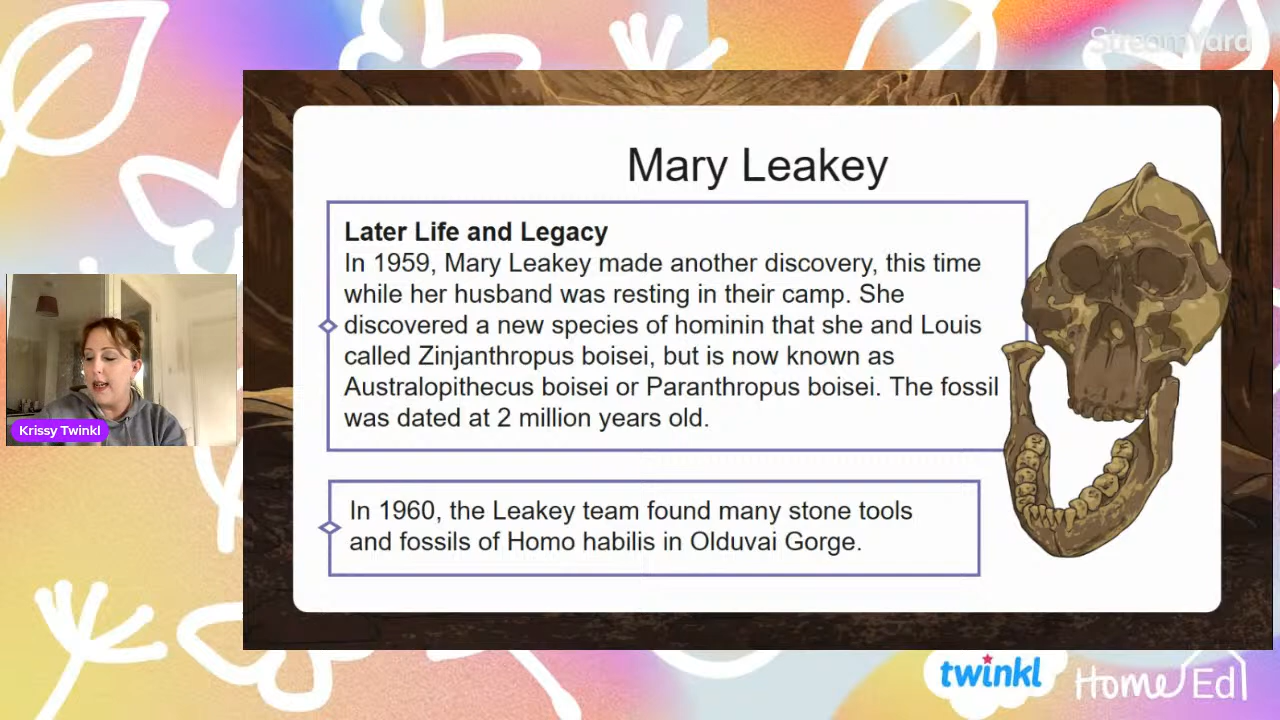 StreamYard
Mary Leakey
Later Life and Legacy
In 1959, Mary Leakey made another discovery, this time
while her husband was resting in their camp. She
discovered a new species of hominin that she and Louis
called Zinjanthropus boisei, but is now known as
Australopithecus boisei or Paranthropus boisei. The fossil
was dated at 2 million years old.
In 1960, the Leakey team found many stone tools
and fossils of Homo habilis in Olduvai Gorge.
Krissy Twinkl
twinkl Home Ed